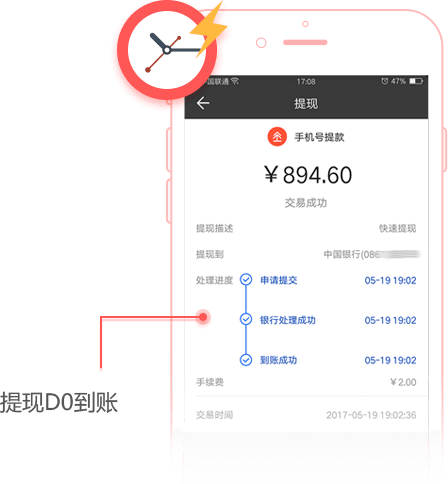 国联通 17:08 47%
提现
手机号提款
￥894.60
交易成功
提现描述 快速提现
提现到 中国银行(086
处理进度 申请提交 05-19 19:02
银行处理成功 05-19 19:02
到账成功 05-19 19:02
手续费 ￥2.00
提现D0到账
交易时间 2017-05-19 19:02:36